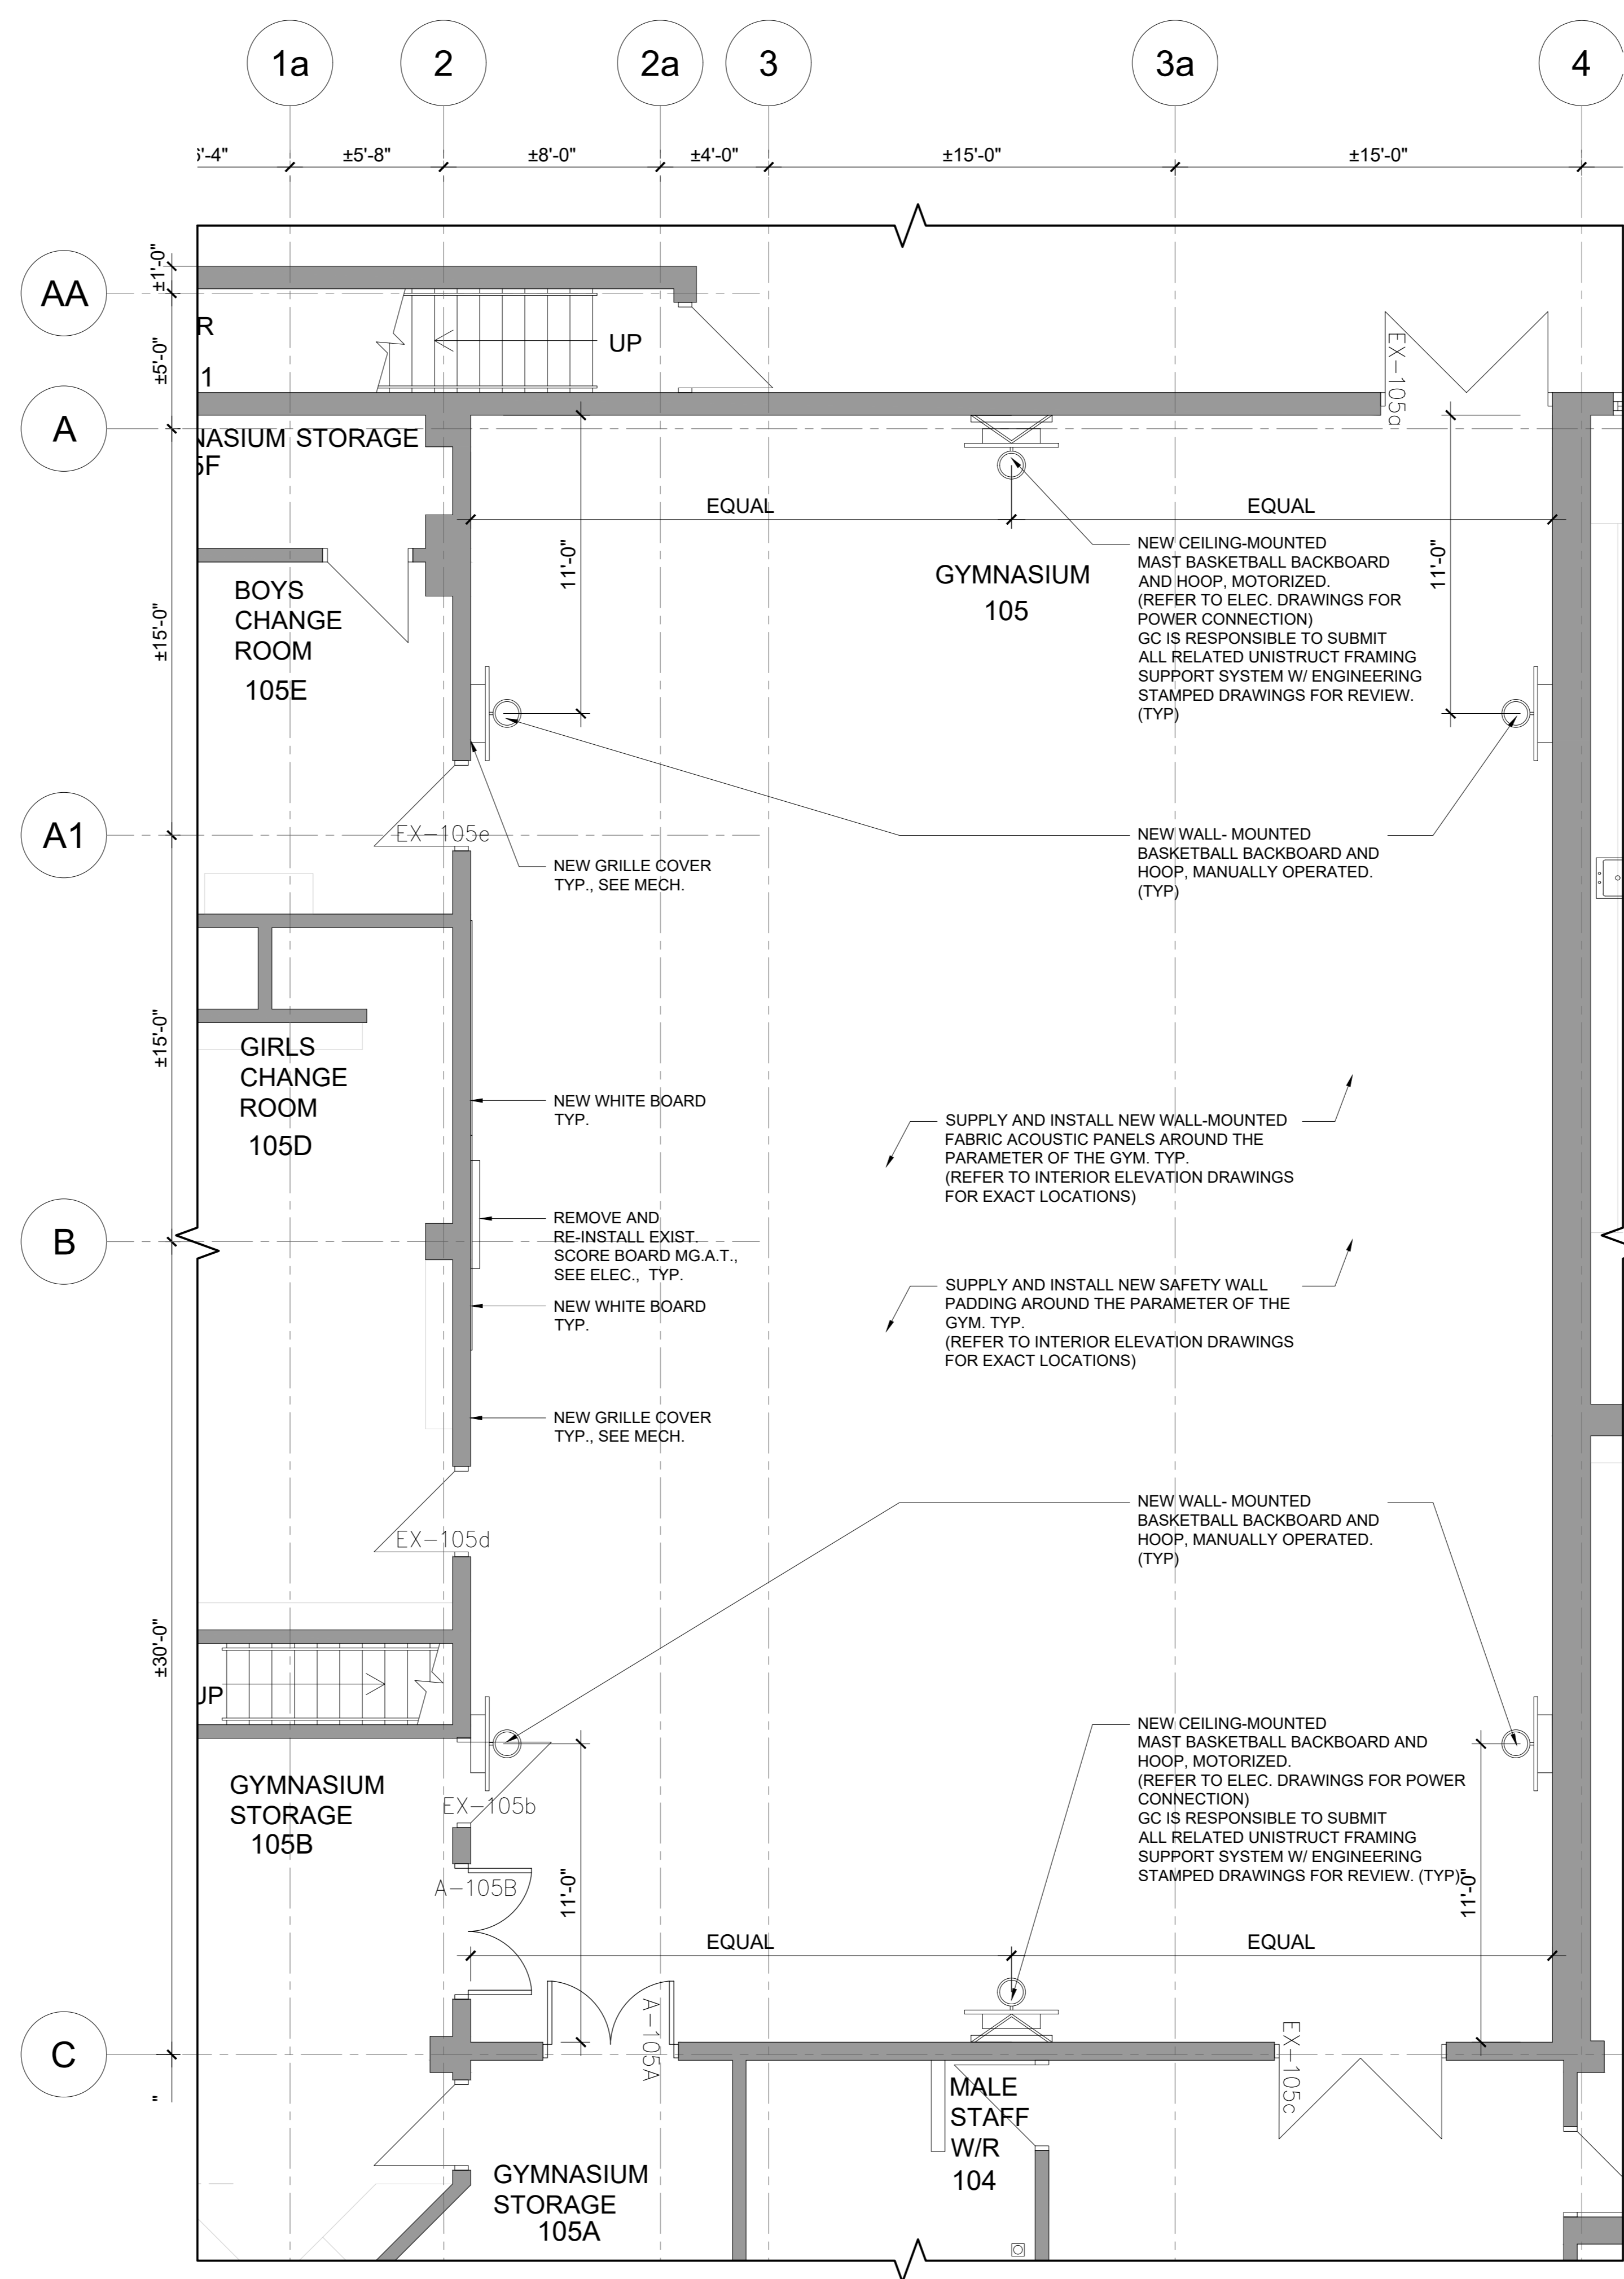 1a
2
2a
3
3a
4
'-4"
±5'-8"
±8'-0"
±4'-0"
±15'-0"
±15'-0"
±1'-0"
AA
±5'-0"
R
1
UP
EX-105a
A
NASIUM STORAGE
5F
EQUAL
EQUAL
11'-0"
11'-0"
NEW CEILING-MOUNTED
MAST BASKETBALL BACKBOARD
AND HOOP, MOTORIZED.
(REFER TO ELEC. DRAWINGS FOR
POWER CONNECTION)
GC IS RESPONSIBLE TO SUBMIT
ALL RELATED UNISTRUCT FRAMING
SUPPORT SYSTEM W/ ENGINEERING
STAMPED DRAWINGS FOR REVIEW.
(TYP)
GYMNASIUM
105
BOYS
CHANGE
ROOM
105E
±15'-0"
A1
EX-105e
NEW WALL- MOUNTED
BASKETBALL BACKBOARD AND
HOOP, MANUALLY OPERATED.
(TYP)
NEW GRILLE COVER
TYP., SEE MECH.
±15'-0"
GIRLS
CHANGE
ROOM
105D
NEW WHITE BOARD
TYP.
SUPPLY AND INSTALL NEW WALL-MOUNTED
FABRIC ACOUSTIC PANELS AROUND THE
PARAMETER OF THE GYM. TYP.
(REFER TO INTERIOR ELEVATION DRAWINGS
FOR EXACT LOCATIONS)
B
REMOVE AND
RE-INSTALL EXIST.
SCORE BOARD MG.A.T.,
SEE ELEC., TYP.
SUPPLY AND INSTALL NEW SAFETY WALL
PADDING AROUND THE PARAMETER OF THE
GYM. TYP.
(REFER TO INTERIOR ELEVATION DRAWINGS
FOR EXACT LOCATIONS)
NEW WHITE BOARD
TYP.
NEW GRILLE COVER
TYP., SEE MECH.
EX-105d
NEW WALL- MOUNTED
BASKETBALL BACKBOARD AND
HOOP, MANUALLY OPERATED.
(TYP)
±30'-0"
UP
NEW CEILING-MOUNTED
MAST BASKETBALL BACKBOARD AND
HOOP, MOTORIZED.
(REFER TO ELEC. DRAWINGS FOR POWER
CONNECTION)
GC IS RESPONSIBLE TO SUBMIT
ALL RELATED UNISTRUCT FRAMING
SUPPORT SYSTEM W/ ENGINEERING
STAMPED DRAWINGS FOR REVIEW. (TYP)
GYMNASIUM
STORAGE
105B
EX-105b
A-105B
11'-0"
11'-0"
EQUAL
EQUAL
C
A-105A
EX-105c
"
MALE
STAFF
W/R
104
GYMNASIUM
STORAGE
105A